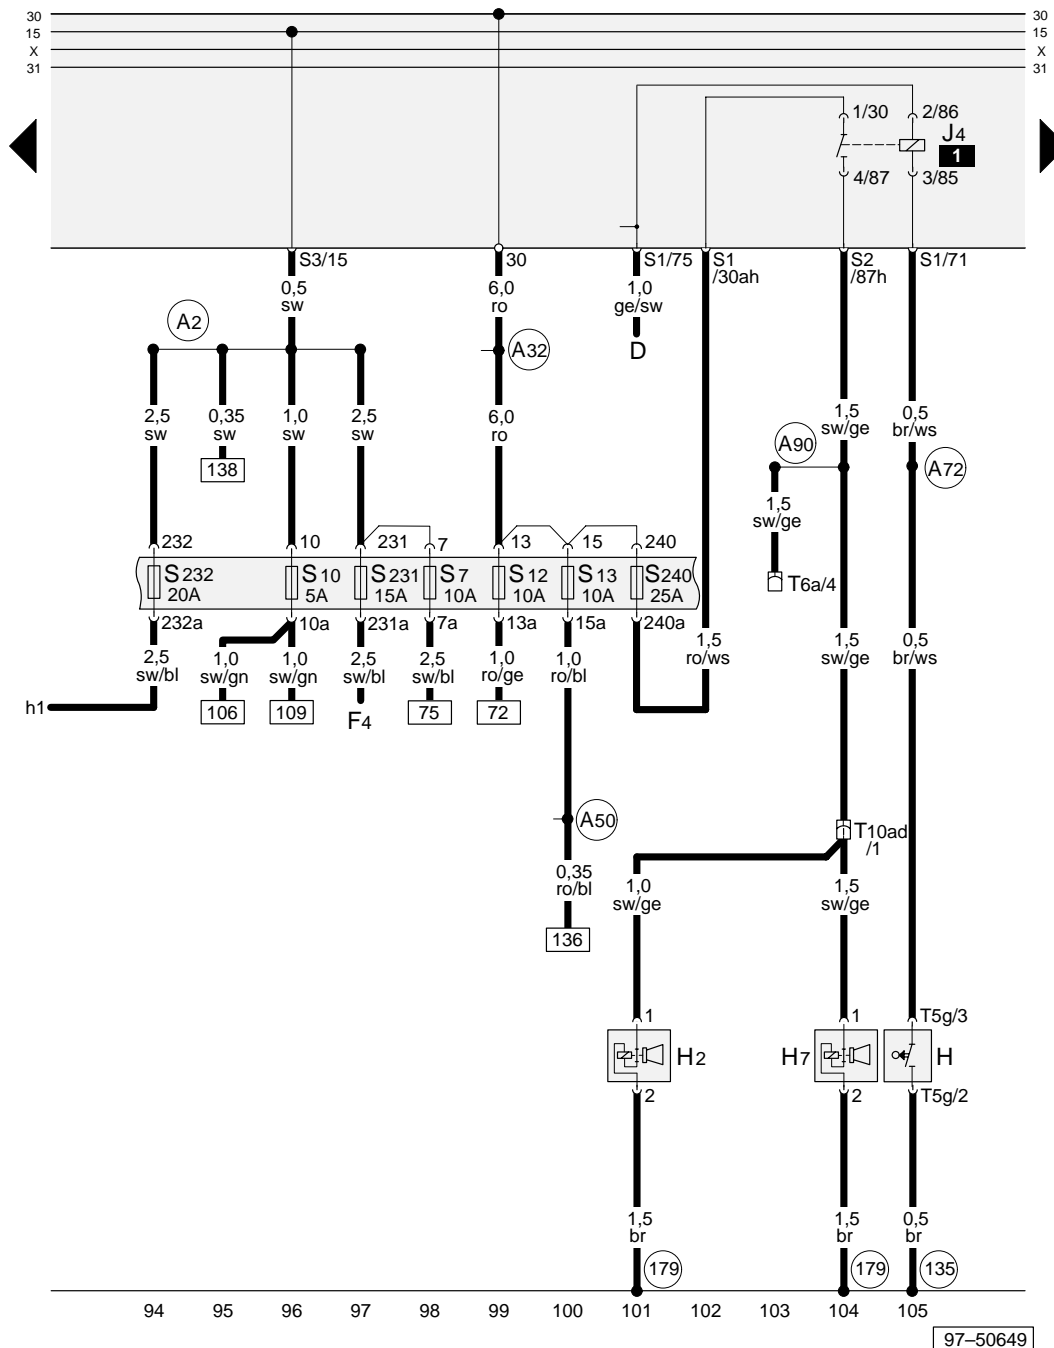 30 30
15 15
X X
31 31
1/30 2/86
J4
1
4/87 3/85
S3/15 30 S1/75 S1 /30ah S2 /87h S1/71
0,5 sw
6,0 ro
1,0 ge/sw
A2
A32
D
2,5 sw
0,35 sw
1,0 sw
2,5 sw
6,0 ro
1,5 sw/ge
0,5 br/ws
138
A90
A72
1,5 sw/ge
232 10 231 7 13 15 240
S232 20A
S10 5A
S231 15A
S7 10A
S12 10A
S13 10A
S240 25A
T6a/4
232a 10a 231a 7a 13a 15a 240a
2,5 sw/bl
1,0 sw/gn
1,0 sw/gn
2,5 sw/bl
2,5 sw/bl
1,0 ro/ge
1,0 ro/bl
1,5 ro/ws
1,5 sw/ge
0,5 br/ws
h1
106
109
F4
75
72
A50
T10ad /1
0,35 ro/bl
1,0 sw/ge
1,5 sw/ge
136
1 1 T5g/3
H2 H7 H
2 2 T5g/2
1,5 br
1,5 br
0,5 br
179 179 135
94 95 96 97 98 99 100 101 102 103 104 105
97–50649